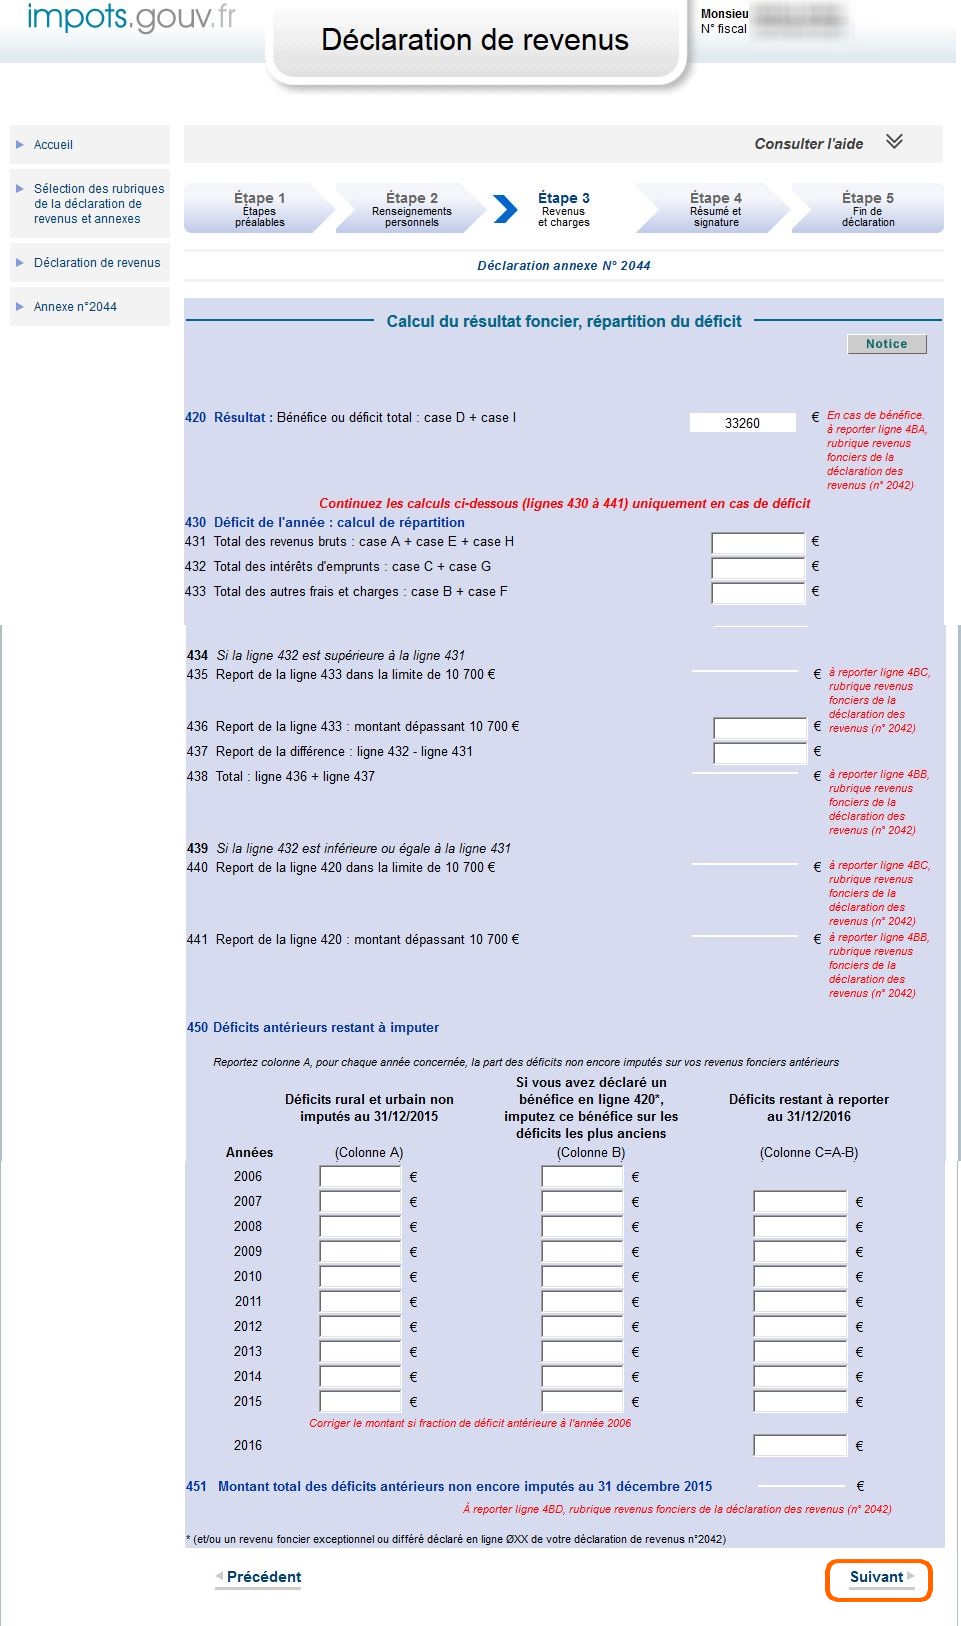 impots.gouv.fr
Déclaration de revenus
Monsieu
N° fiscal
Accueil
Sélection des rubriques
de la déclaration de
revenus et annexes
Déclaration de revenus
Annexe n°2044
Consulter l'aide
Étape 1
Étapes
préalables
Étape 2
Renseignements
personnels
Étape 3
Revenus
et charges
Étape 4
Résumé et
signature
Étape 5
Fin de
déclaration
Déclaration annexe N° 2044
Calcul du résultat foncier, répartition du déficit
Notice
420 Résultat : Bénéfice ou déficit total : case D + case I 33260 €
En cas de bénéfice.
à reporter ligne 4BA,
rubrique revenus
fonciers de la
déclaration des
revenus (n° 2042)
Continuez les calculs ci-dessous (lignes 430 à 441) uniquement en cas de déficit
430 Déficit de l'année : calcul de répartition
431 Total des revenus bruts : case A + case E + case H €
432 Total des intérêts d'emprunts : case C + case G €
433 Total des autres frais et charges : case B + case F €
434 Si la ligne 432 est supérieure à la ligne 431
435 Report de la ligne 433 dans la limite de 10 700 € €
à reporter ligne 4BC,
rubrique revenus
fonciers de la
déclaration des
revenus (n° 2042)
436 Report de la ligne 433 : montant dépassant 10 700 € €
437 Report de la différence : ligne 432 - ligne 431 €
438 Total : ligne 436 + ligne 437 €
à reporter ligne 4BB,
rubrique revenus
fonciers de la
déclaration des
revenus (n° 2042)
439 Si la ligne 432 est inférieure ou égale à la ligne 431
440 Report de la ligne 420 dans la limite de 10 700 € €
à reporter ligne 4BC,
rubrique revenus
fonciers de la
déclaration des
revenus (n° 2042)
441 Report de la ligne 420 : montant dépassant 10 700 € €
à reporter ligne 4BB,
rubrique revenus
fonciers de la
déclaration des
revenus (n° 2042)
450 Déficits antérieurs restant à imputer
Reportez colonne A, pour chaque année concernée, la part des déficits non encore imputés sur vos revenus fonciers antérieurs
Déficits rural et urbain non
imputés au 31/12/2015
Si vous avez déclaré un
bénéfice en ligne 420*,
imputez ce bénéfice sur les
déficits les plus anciens
Déficits restant à reporter
au 31/12/2016
Années (Colonne A) (Colonne B) (Colonne C=A-B)
2006 € €
2007 € € €
2008 € € €
2009 € € €
2010 € € €
2011 € € €
2012 € € €
2013 € € €
2014 € € €
2015 € € €
Corriger le montant si fraction de déficit antérieure à l'année 2006
2016 €
451 Montant total des déficits antérieurs non encore imputés au 31 décembre 2015 €
À reporter ligne 4BD, rubrique revenus fonciers de la déclaration des revenus (n° 2042)
* (et/ou un revenu foncier exceptionnel ou différé déclaré en ligne ØXX de votre déclaration de revenus n°2042)
Précédent
Suivant